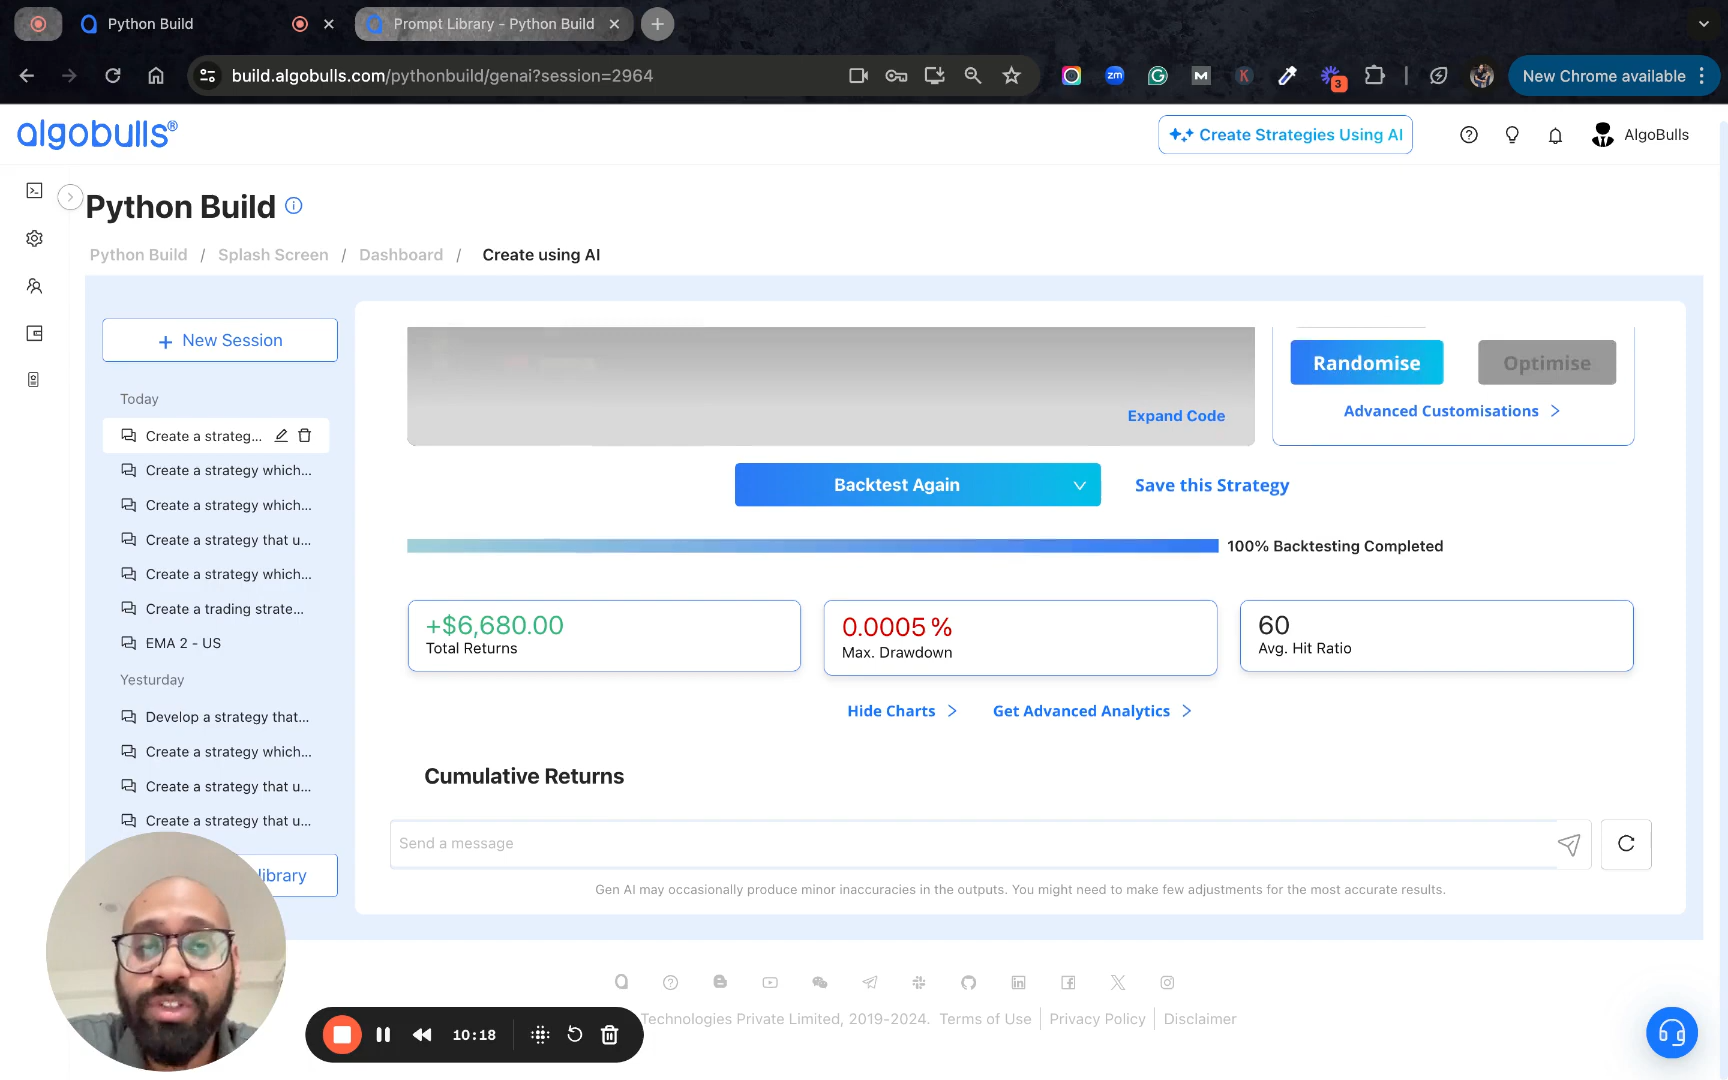 Python Build
Prompt Library - Python Build
build.algobulls.com/pythonbuild/genai?session=2964
zm
M
K
3
New Chrome available
algobulls®
Create Strategies Using AI
AlgoBulls
Python Build
Python Build / Splash Screen / Dashboard / Create using AI
+ New Session
Today
Create a strateg...
Create a strategy which...
Create a strategy which...
Create a strategy that u...
Create a strategy which...
Create a trading strate...
EMA 2 - US
Yesturday
Develop a strategy that...
Create a strategy which...
Create a strategy that u...
Create a strategy that u...
library
Expand Code
Randomise
Optimise
Advanced Customisations
Backtest Again
Save this Strategy
100% Backtesting Completed
+$6,680.00
Total Returns
0.0005 %
Max. Drawdown
60
Avg. Hit Ratio
Hide Charts
Get Advanced Analytics
Cumulative Returns
Send a message
Gen AI may occasionally produce minor inaccuracies in the outputs. You might need to make few adjustments for the most accurate results.
Technologies Private Limited, 2019-2024. Terms of Use | Privacy Policy | Disclaimer
10:18